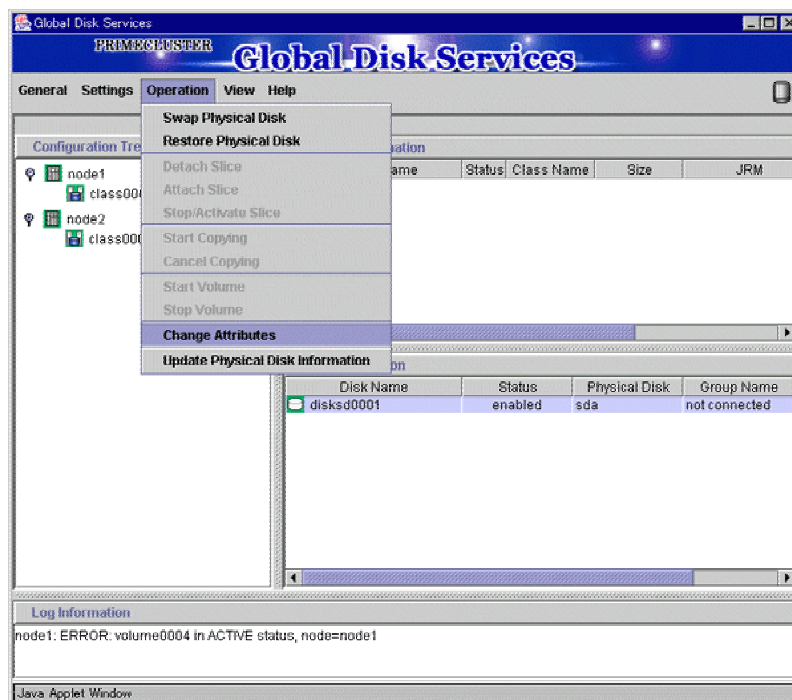 Global Disk Services
PRIMECLUSTER
Global Disk Services
General Settings Operation View Help
Swap Physical Disk
Restore Physical Disk
Detach Slice
Attach Slice
Stop/Activate Slice
Start Copying
Cancel Copying
Start Volume
Stop Volume
Change Attributes
Update Physical Disk Information
Configuration Tre
node1
class000
node2
class000
ation
ame Status Class Name Size JRM
on
Disk Name Status Physical Disk Group Name
disksd0001 enabled sda not connected
Log Information
node1: ERROR: volume0004 in ACTIVE status, node=node1
Java Applet Window